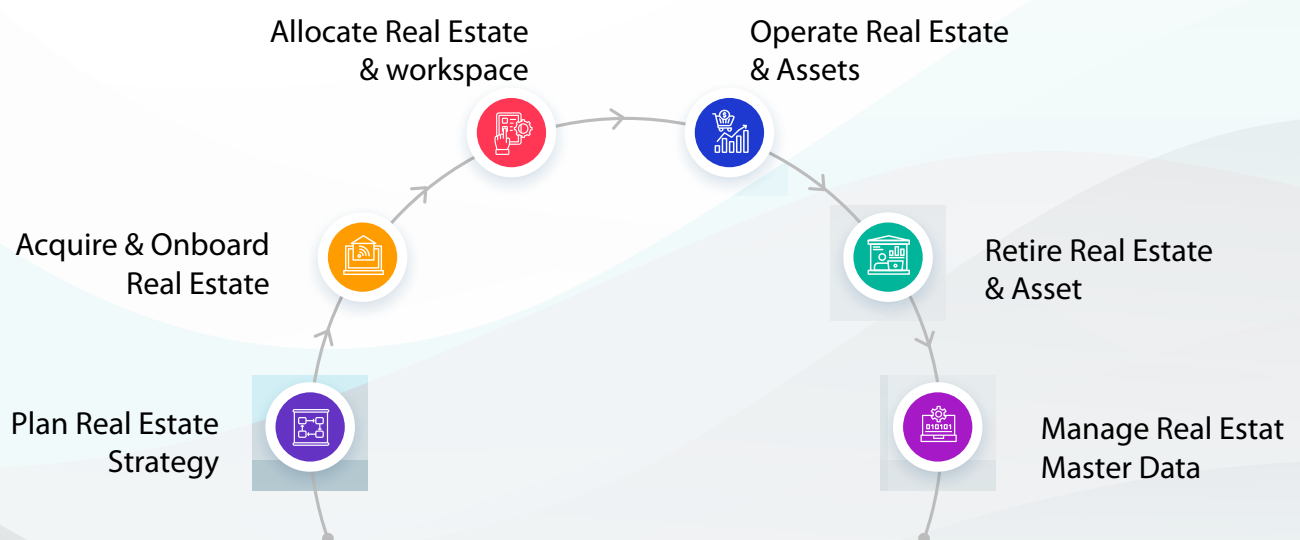 Allocate Real Estate
& workspace
Operate Real Estate
& Assets
Acquire & Onboard
Real Estate
Retire Real Estate
& Asset
Plan Real Estate
Strategy
Manage Real Estat
Master Data
010101